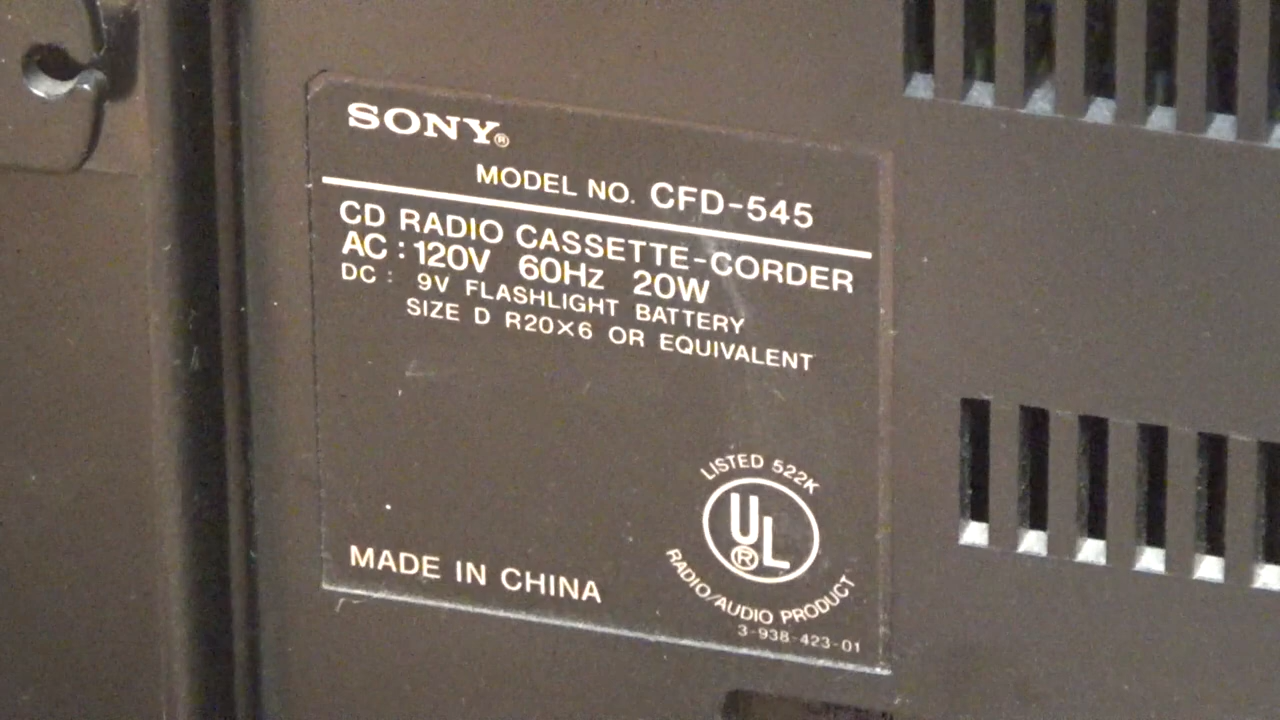 SONY®
MODEL NO. CFD-545
CD RADIO CASSETTE-CORDER
AC : 120V 60Hz 20W
DC : 9V FLASHLIGHT BATTERY
SIZE D R20×6 OR EQUIVALENT
LISTED 522K
UL®
RADIO/AUDIO PRODUCT
MADE IN CHINA
3-938-423-01